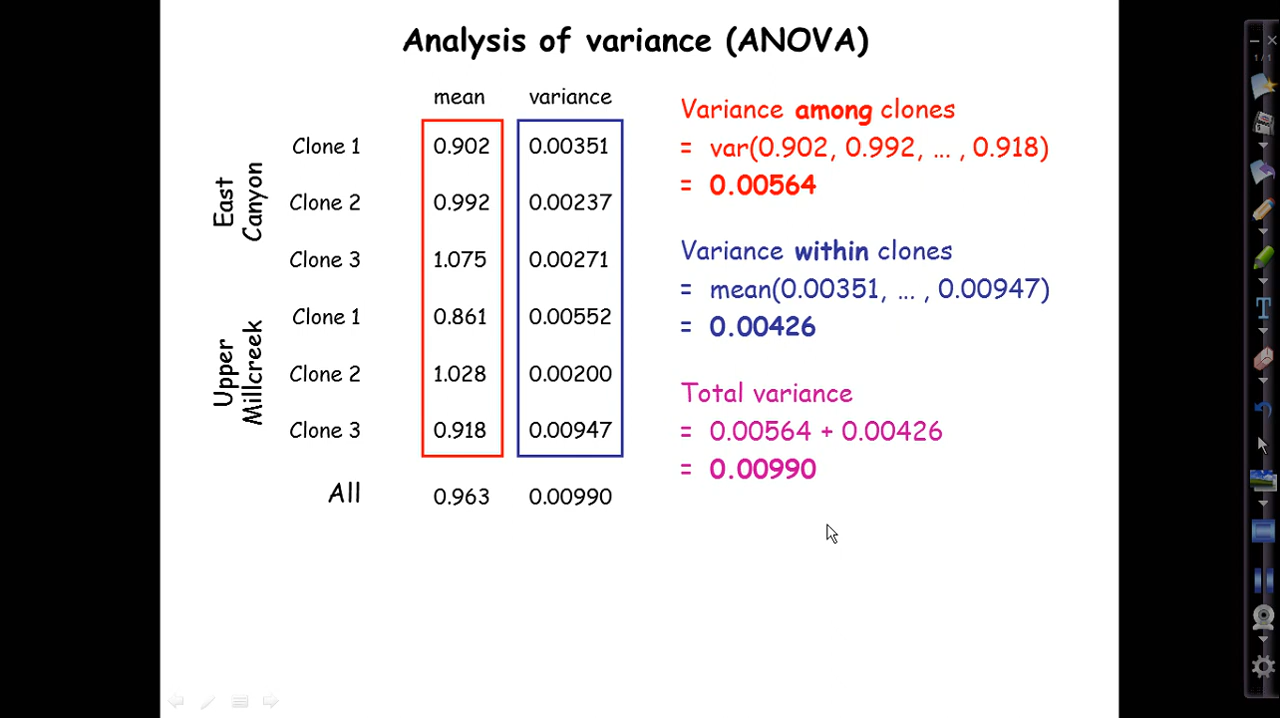 Analysis of variance (ANOVA)
mean variance
East Canyon
Clone 1 0.902 0.00351
Clone 2 0.992 0.00237
Clone 3 1.075 0.00271
Upper Millcreek
Clone 1 0.861 0.00552
Clone 2 1.028 0.00200
Clone 3 0.918 0.00947
All 0.963 0.00990
Variance among clones
= var(0.902, 0.992, ... , 0.918)
= 0.00564
Variance within clones
= mean(0.00351, ... , 0.00947)
= 0.00426
Total variance
= 0.00564 + 0.00426
= 0.00990
1/1